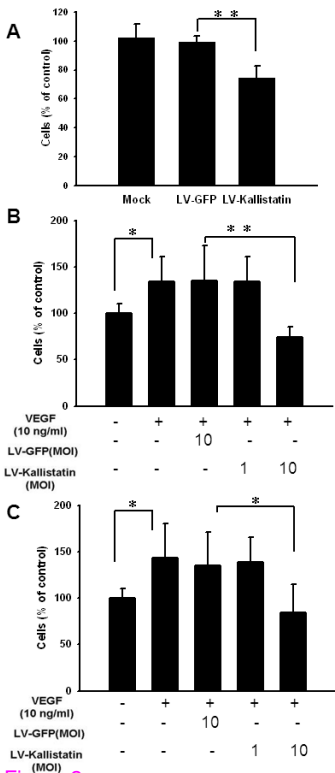 A
Cells (% of control)
120
100
80
60
40
20
0
* *
Mock LV-GFP LV-Kallistatin
B
Cells (% of control)
200
150
100
50
0
*
* *
VEGF - + + + +
(10 ng/ml)
LV-GFP(MOI) - - 10 - -
LV-Kallistatin - - - 1 10
(MOI)
C
Cells (% of control)
200
150
100
50
0
*
*
VEGF - + + + +
(10 ng/ml)
LV-GFP(MOI) - - 10 - -
LV-Kallistatin - - - 1 10
(MOI)